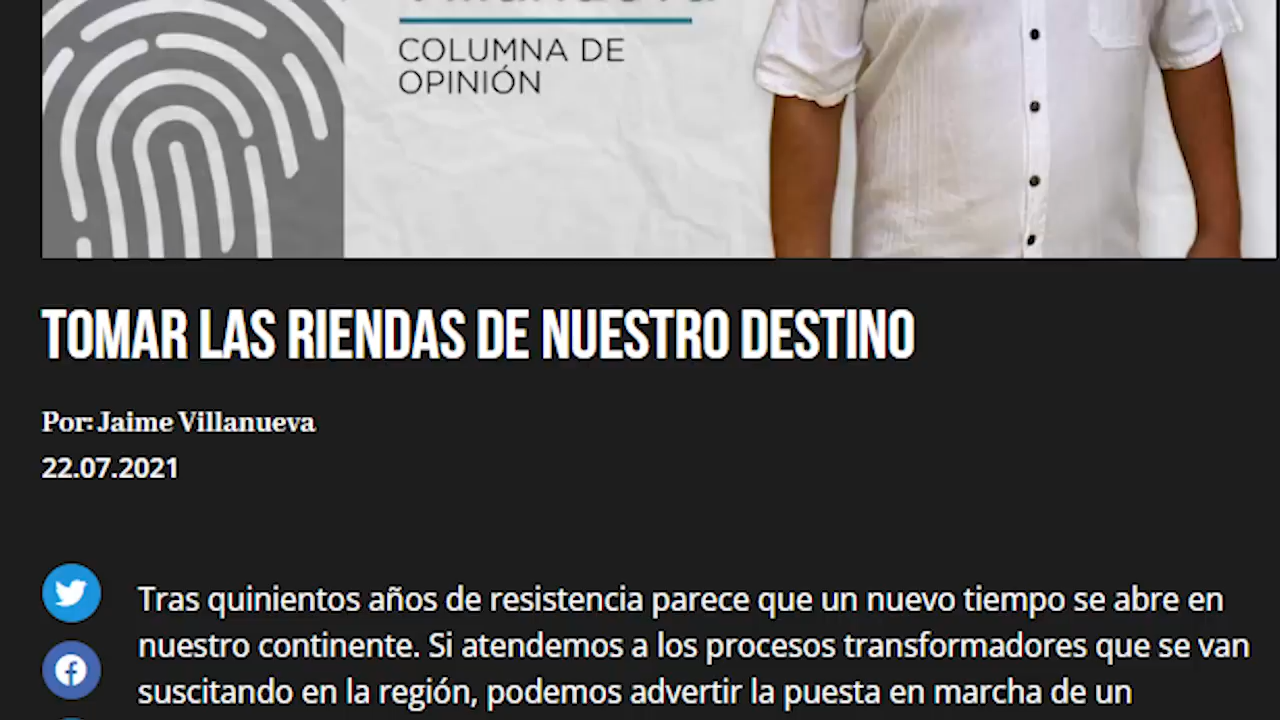 COLUMNA DE
OPINIÓN
TOMAR LAS RIENDAS DE NUESTRO DESTINO
Por: Jaime Villanueva
22.07.2021
Tras quinientos años de resistencia parece que un nuevo tiempo se abre en
nuestro continente. Si atendemos a los procesos transformadores que se van
suscitando en la región, podemos advertir la puesta en marcha de un